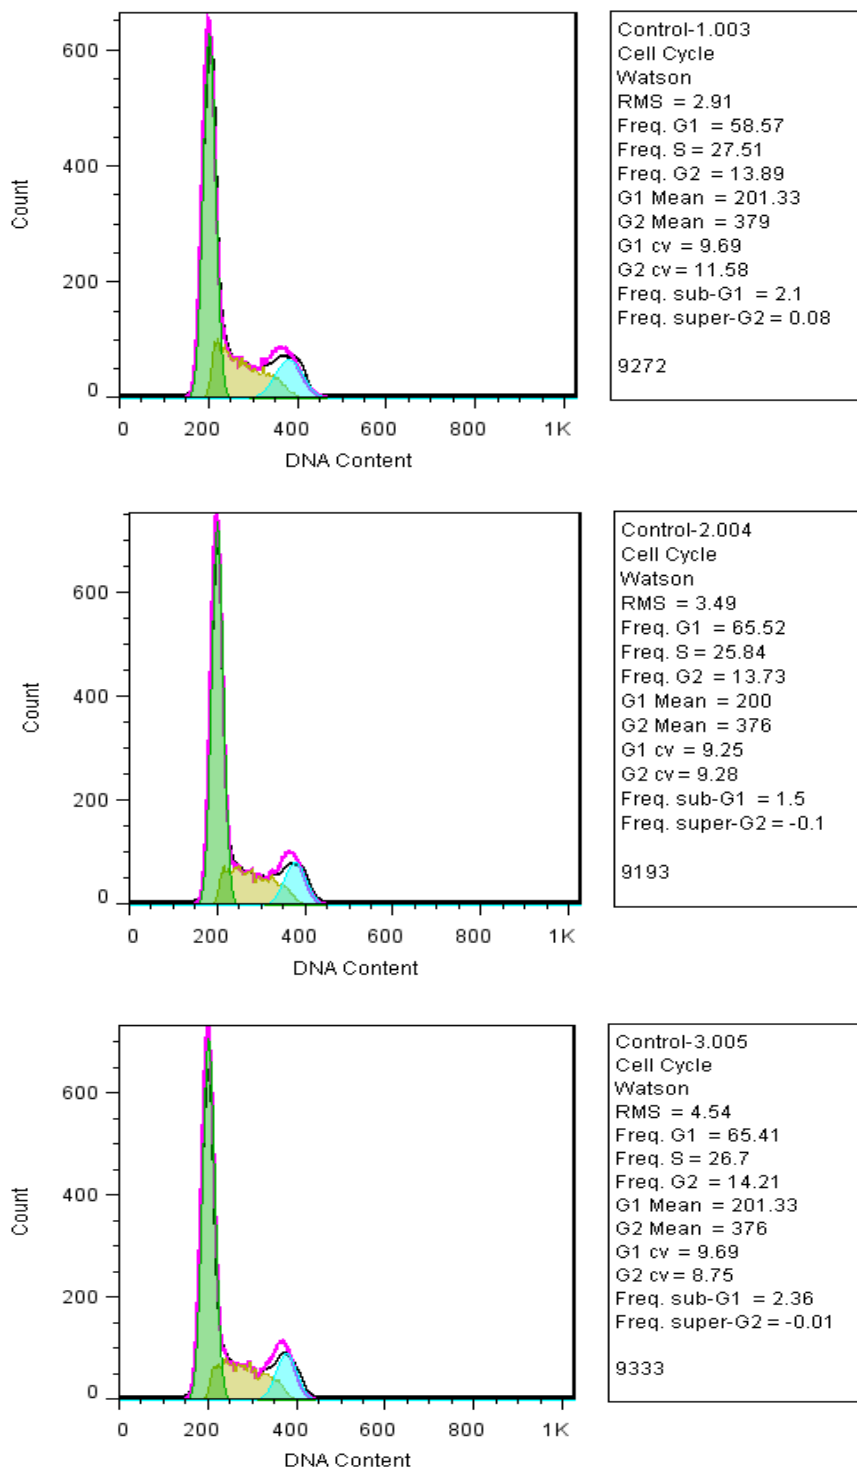 600
400
200
0
Count
0 200 400 600 800 1K
DNA Content
Control-1.003
Cell Cycle
Watson
RMS = 2.91
Freq. G1 = 58.57
Freq. S = 27.51
Freq. G2 = 13.89
G1 Mean = 201.33
G2 Mean = 379
G1 cv = 9.69
G2 cv = 11.58
Freq. sub-G1 = 2.1
Freq. super-G2 = 0.08
9272
600
400
200
0
Count
0 200 400 600 800 1K
DNA Content
Control-2.004
Cell Cycle
Watson
RMS = 3.49
Freq. G1 = 65.52
Freq. S = 25.84
Freq. G2 = 13.73
G1 Mean = 200
G2 Mean = 376
G1 cv = 9.25
G2 cv = 9.28
Freq. sub-G1 = 1.5
Freq. super-G2 = -0.1
9193
600
400
200
0
Count
0 200 400 600 800 1K
DNA Content
Control-3.005
Cell Cycle
Watson
RMS = 4.54
Freq. G1 = 65.41
Freq. S = 26.7
Freq. G2 = 14.21
G1 Mean = 201.33
G2 Mean = 376
G1 cv = 9.69
G2 cv = 8.75
Freq. sub-G1 = 2.36
Freq. super-G2 = -0.01
9333